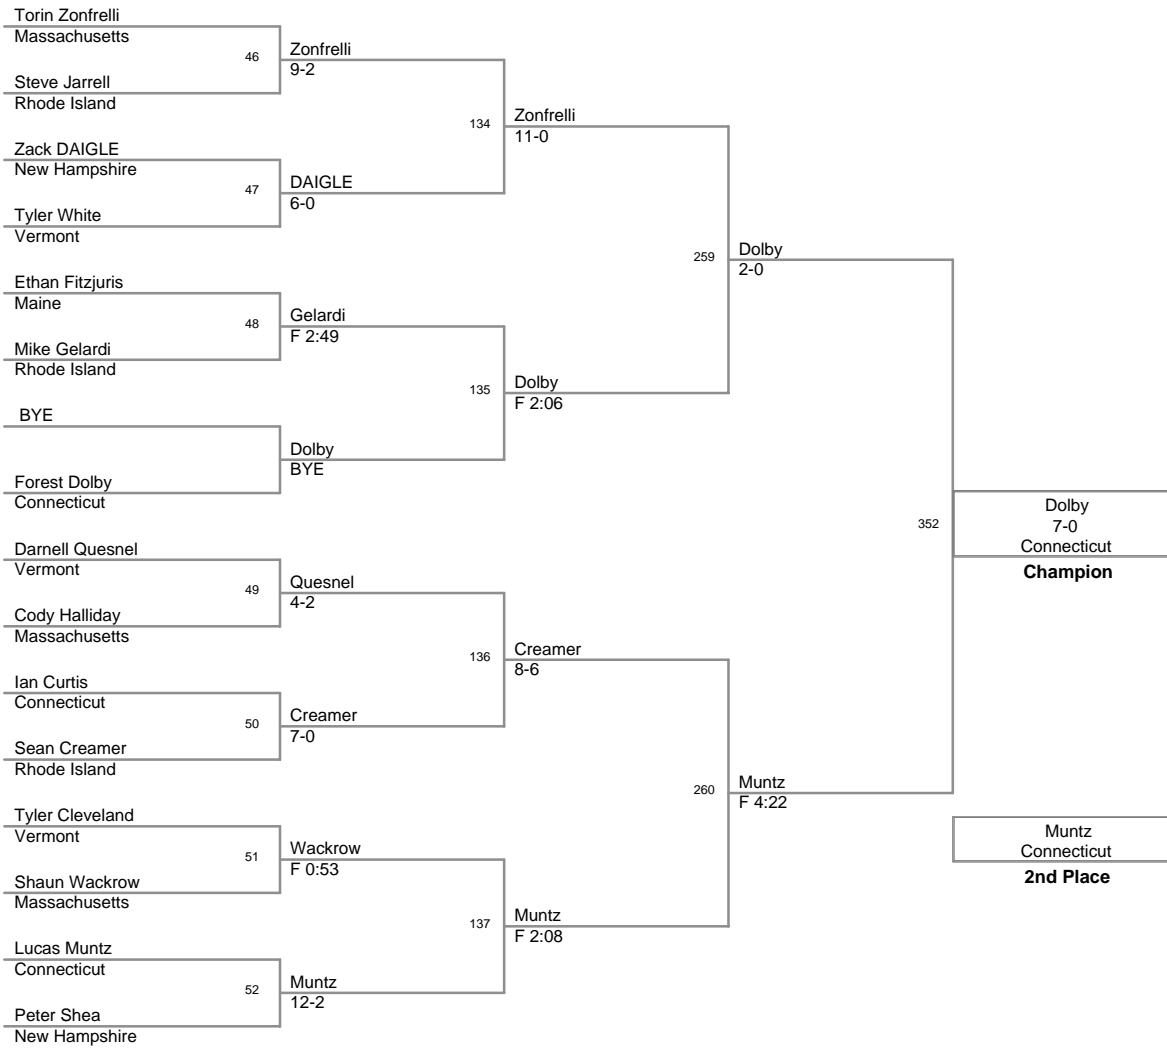 Torin Zonfrelli
Massachusetts
46
Steve Jarrell
Rhode Island
Zack DAIGLE
New Hampshire
47
Tyler White
Vermont
Ethan Fitzjuris
Maine
48
Mike Gelardi
Rhode Island
BYE
Forest Dolby
Connecticut
Darnell Quesnel
Vermont
49
Cody Halliday
Massachusetts
Ian Curtis
Connecticut
50
Sean Creamer
Rhode Island
Tyler Cleveland
Vermont
51
Shaun Wackrow
Massachusetts
Lucas Muntz
Connecticut
52
Peter Shea
New Hampshire
Zonfrelli
9-2
134
DAIGLE
6-0
Gelardi
F 2:49
135
Dolby
BYE
Quesnel
4-2
136
Creamer
7-0
Wackrow
F 0:53
137
Muntz
12-2
Zonfrelli
11-0
259
Dolby
F 2:06
Creamer
8-6
260
Muntz
F 2:08
Dolby
2-0
352
Muntz
F 4:22
Dolby
7-0
Connecticut
Champion
Muntz
Connecticut
2nd Place